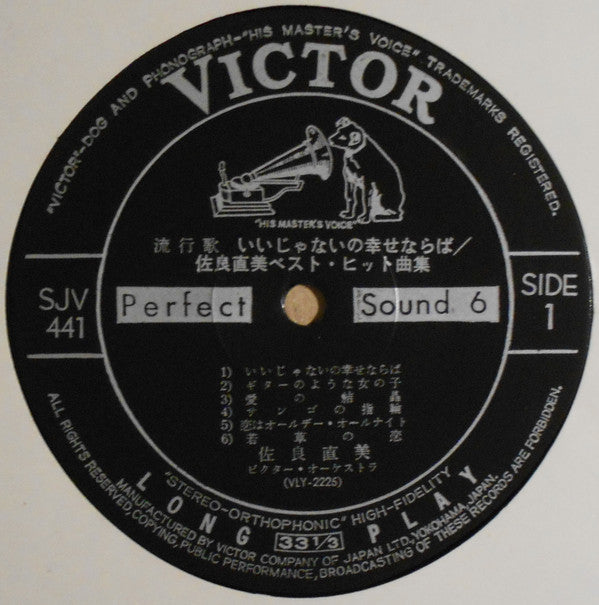 "VICTOR"-DOG AND PHONOGRAPH-"HIS MASTER'S VOICE" TRADEMARKS REGISTERED.
VICTOR
"HIS MASTER'S VOICE"
流行歌 いいじゃないの幸せならば/
佐良直美ベスト・ヒット曲集
SJV
441
Perfect Sound 6
SIDE
1
1) いいじゃないの幸せならば
2) ギターのような女の子
3) 愛の結晶
4) サンゴの指輪
5) 恋はオールデー・オールナイト
6) 若草の恋
佐良直美
ビクター・オーケストラ
(VLY-2225)
"STEREO-ORTHOPHONIC" HIGH-FIDELITY
LONG 33 1/3 PLAY
MANUFACTURED BY VICTOR COMPANY OF JAPAN LTD., YOKOHAMA, JAPAN.
ALL RIGHTS RESERVED, COPYING, PUBLIC PERFORMANCE, BROADCASTING OF THESE RECORDS ARE FORBIDDEN.